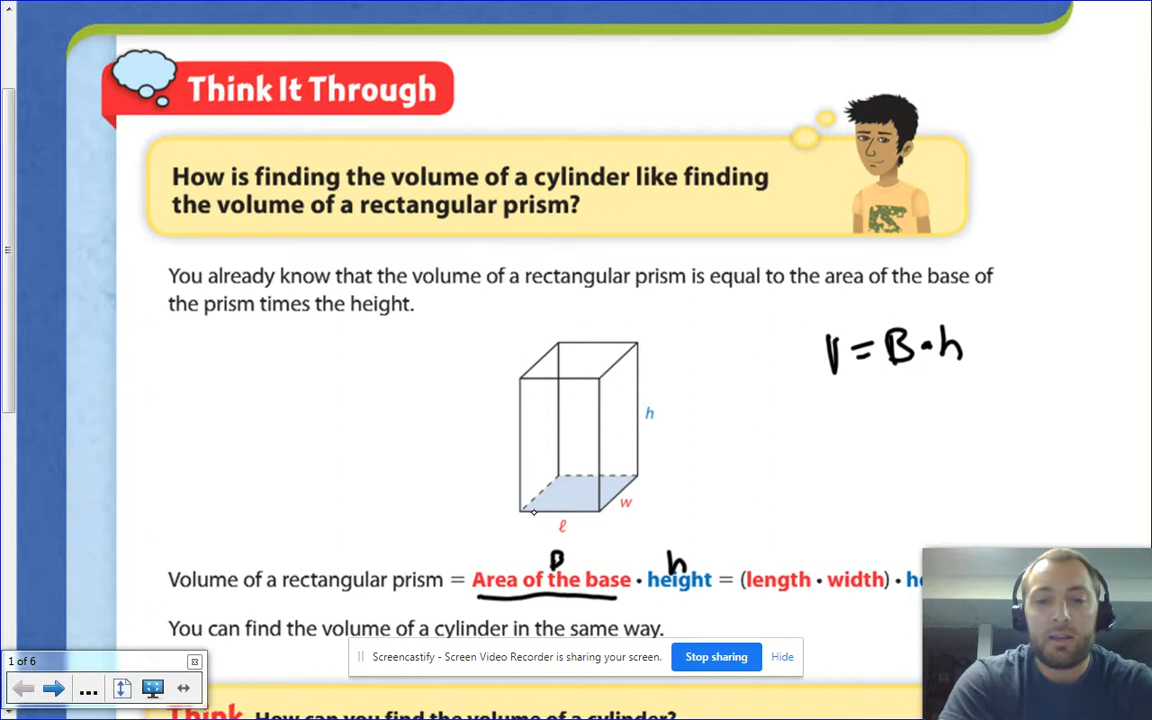 Think It Through
How is finding the volume of a cylinder like finding
the volume of a rectangular prism?
You already know that the volume of a rectangular prism is equal to the area of the base of
the prism times the height.
V = B · h
h
w
ℓ
B h
Volume of a rectangular prism = Area of the base · height = (length · width) · he
You can find the volume of a cylinder in the same way.
Screencastify - Screen Video Recorder is sharing your screen. Stop sharing Hide
1 of 6
...
Think How can you find the volume of a cylinder?